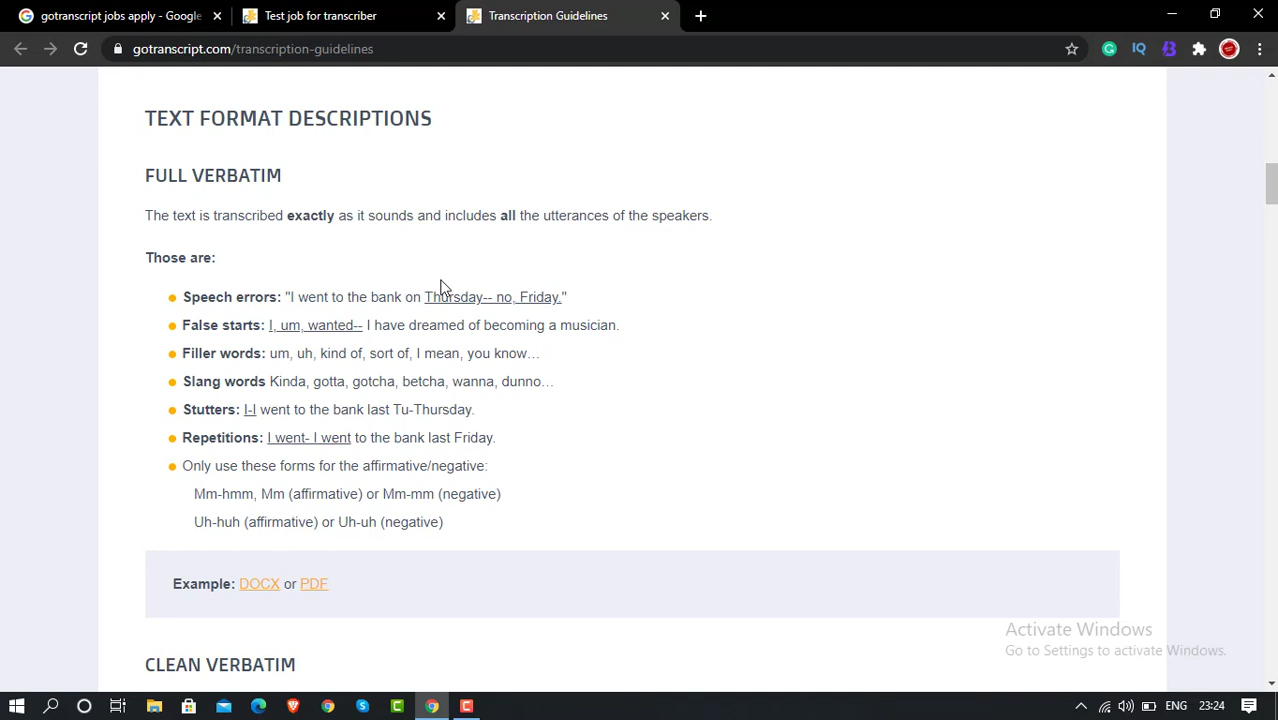 gotranscript jobs apply - Google
Test job for transcriber
Transcription Guidelines
gotranscript.com/transcription-guidelines
TEXT FORMAT DESCRIPTIONS
FULL VERBATIM
The text is transcribed exactly as it sounds and includes all the utterances of the speakers.
Those are:
Speech errors: "I went to the bank on Thursday-- no, Friday."
False starts: I, um, wanted-- I have dreamed of becoming a musician.
Filler words: um, uh, kind of, sort of, I mean, you know…
Slang words Kinda, gotta, gotcha, betcha, wanna, dunno…
Stutters: I-I went to the bank last Tu-Thursday.
Repetitions: I went- I went to the bank last Friday.
Only use these forms for the affirmative/negative:
Mm-hmm, Mm (affirmative) or Mm-mm (negative)
Uh-huh (affirmative) or Uh-uh (negative)
Example: DOCX or PDF
Activate Windows
Go to Settings to activate Windows.
CLEAN VERBATIM
ENG
23:24